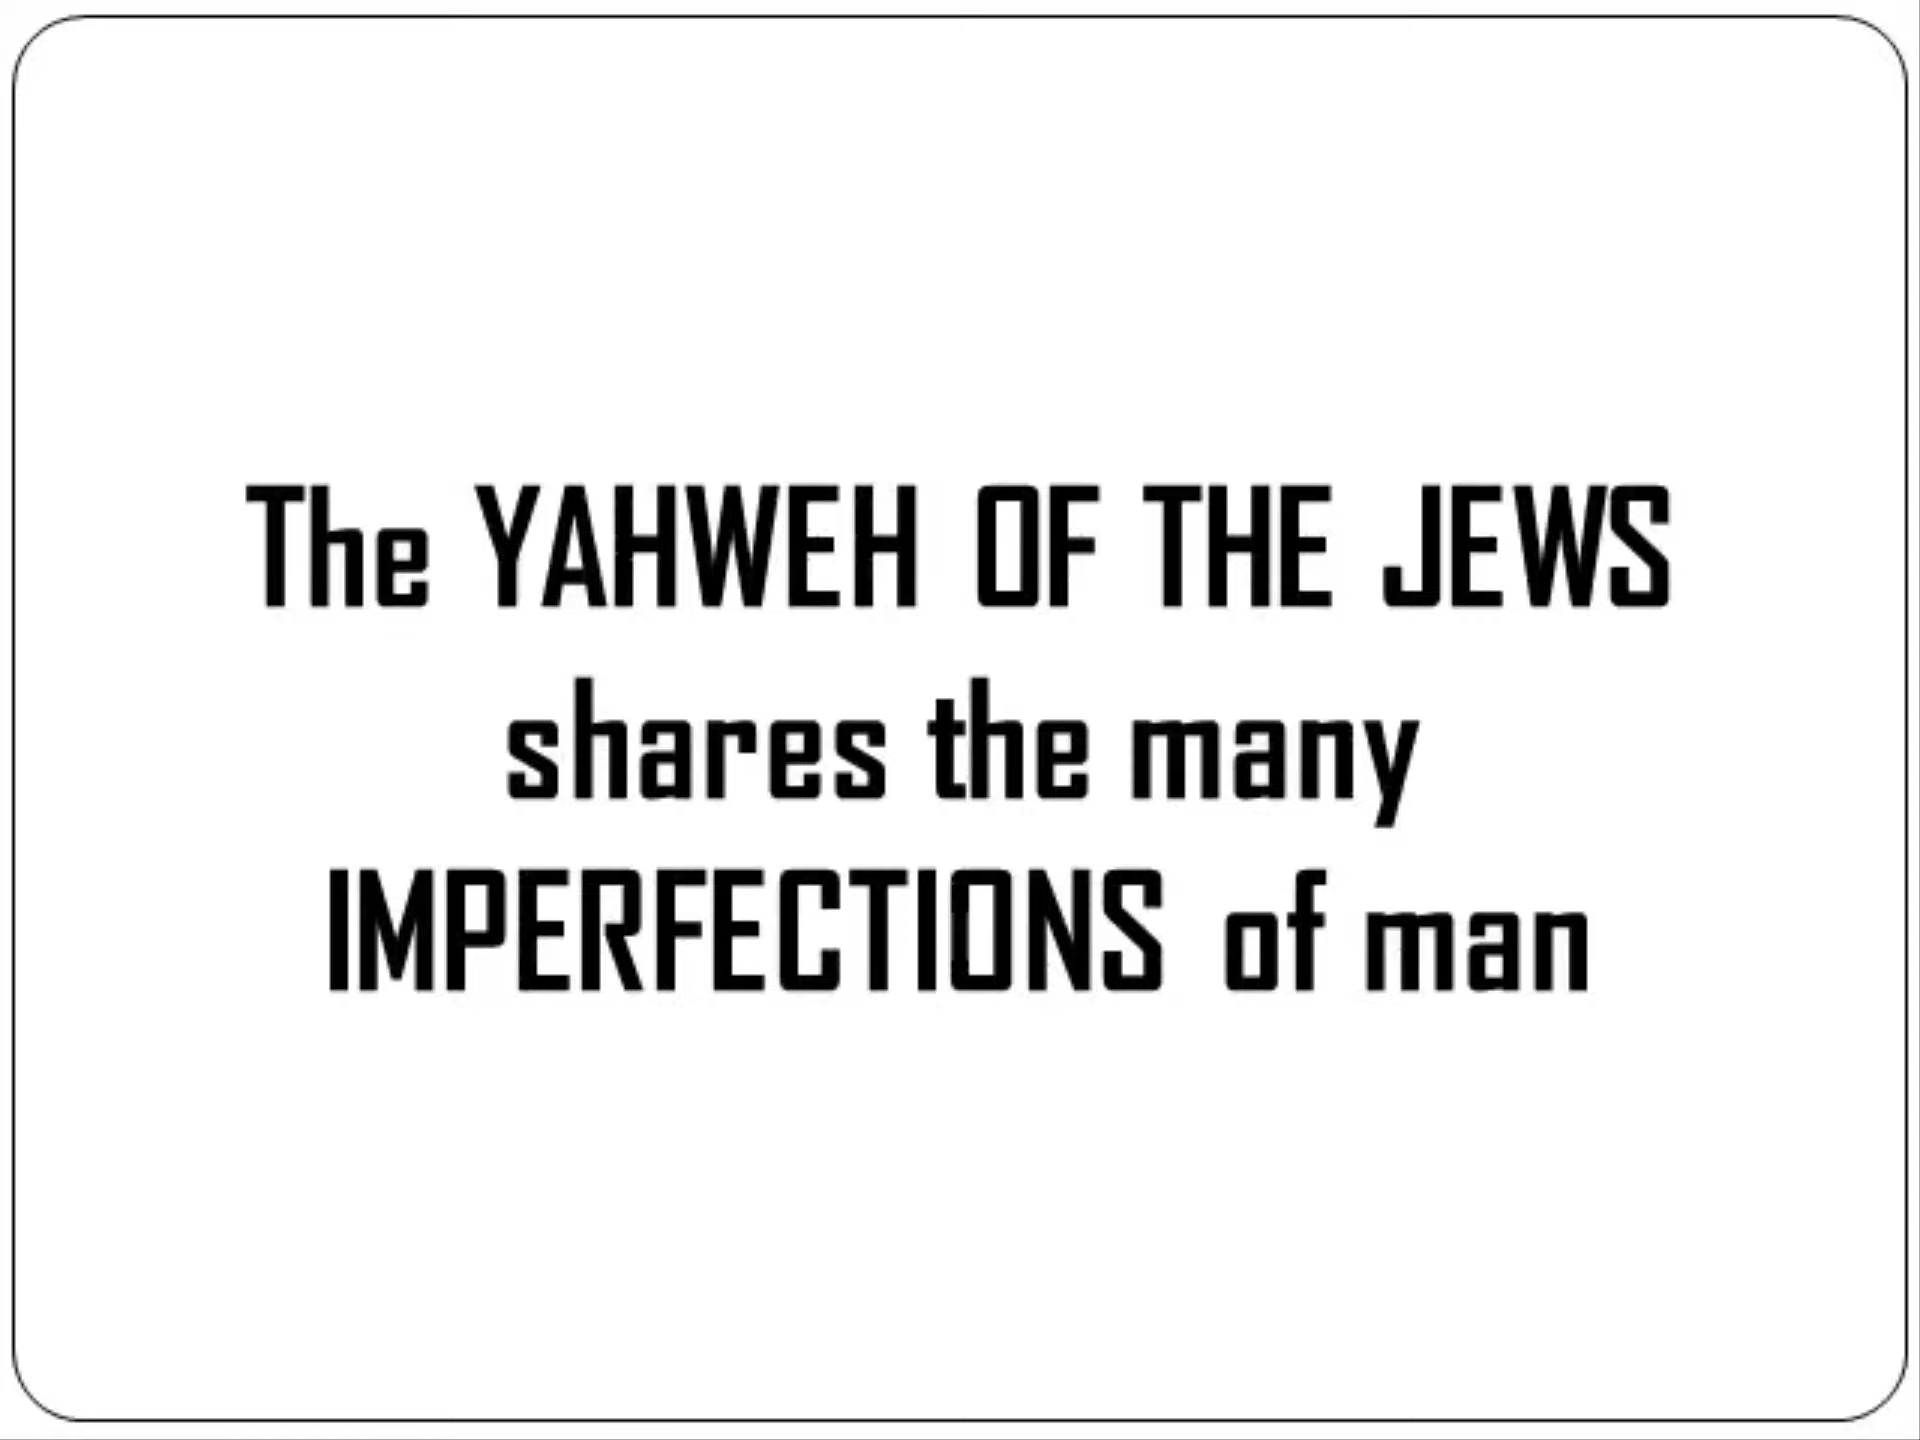 The YAHWEH OF THE JEWS
shares the many
IMPERFECTIONS of man